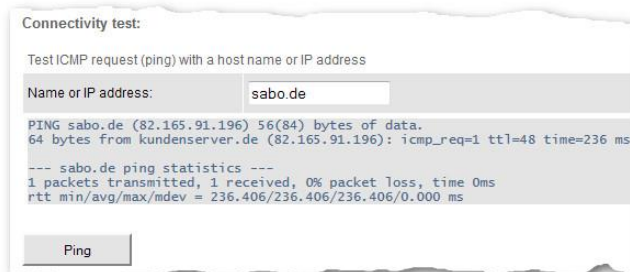 Connectivity test:
Test ICMP request (ping) with a host name or IP address
Name or IP address: sabo.de
PING sabo.de (82.165.91.196) 56(84) bytes of data.
64 bytes from kundenserver.de (82.165.91.196): icmp_req=1 ttl=48 time=236 ms
--- sabo.de ping statistics ---
1 packets transmitted, 1 received, 0% packet loss, time 0ms
rtt min/avg/max/mdev = 236.406/236.406/236.406/0.000 ms
Ping